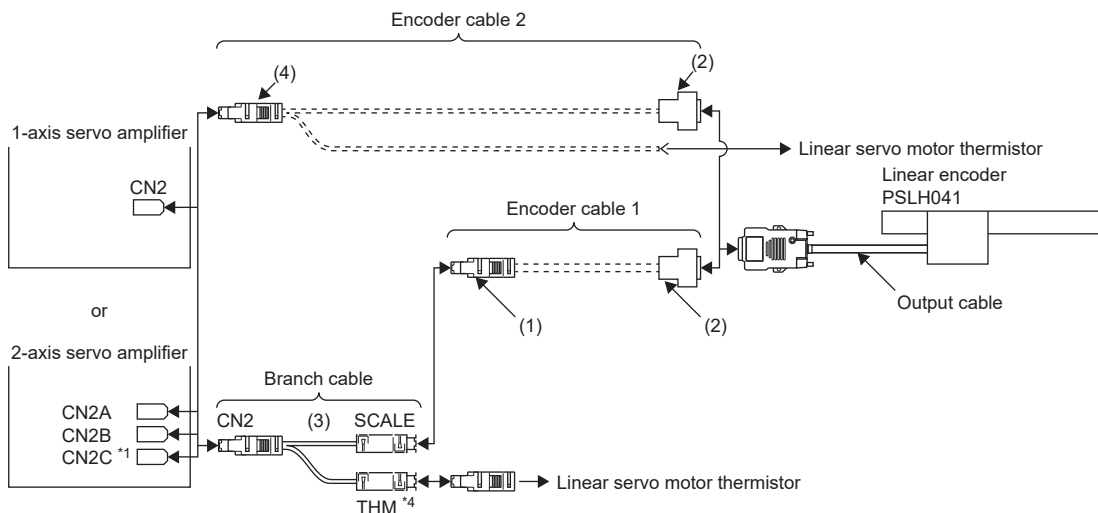 Encoder cable 2
(4)
(2)
1-axis servo amplifier
Linear servo motor thermistor
Linear encoder
PSLH041
CN2
Encoder cable 1
Output cable
(1)
(2)
or
2-axis servo amplifier
Branch cable
CN2
(3)
SCALE
CN2A
CN2B
CN2C *1
Linear servo motor thermistor
THM *4